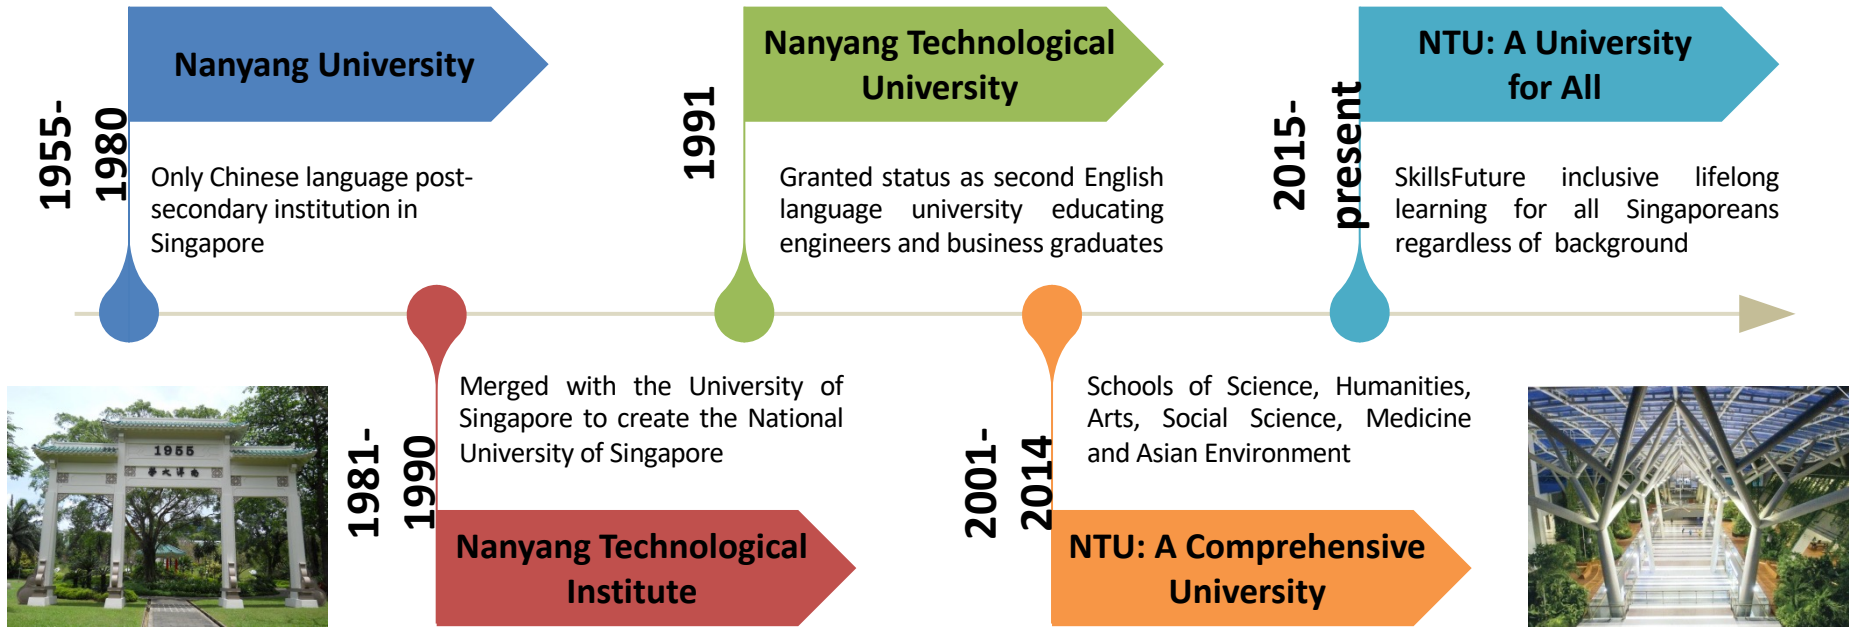 1955-
1980
Nanyang University
Only Chinese language post-
secondary institution in
Singapore
1981-
1990
Merged with the University of
Singapore to create the National
University of Singapore
Nanyang Technological
Institute
1991
Nanyang Technological
University
Granted status as second English
language university educating
engineers and business graduates
2001-
2014
Schools of Science, Humanities,
Arts, Social Science, Medicine
and Asian Environment
NTU: A Comprehensive
University
2015-
present
NTU: A University
for All
SkillsFuture inclusive lifelong
learning for all Singaporeans
regardless of background
1955
學大洋南